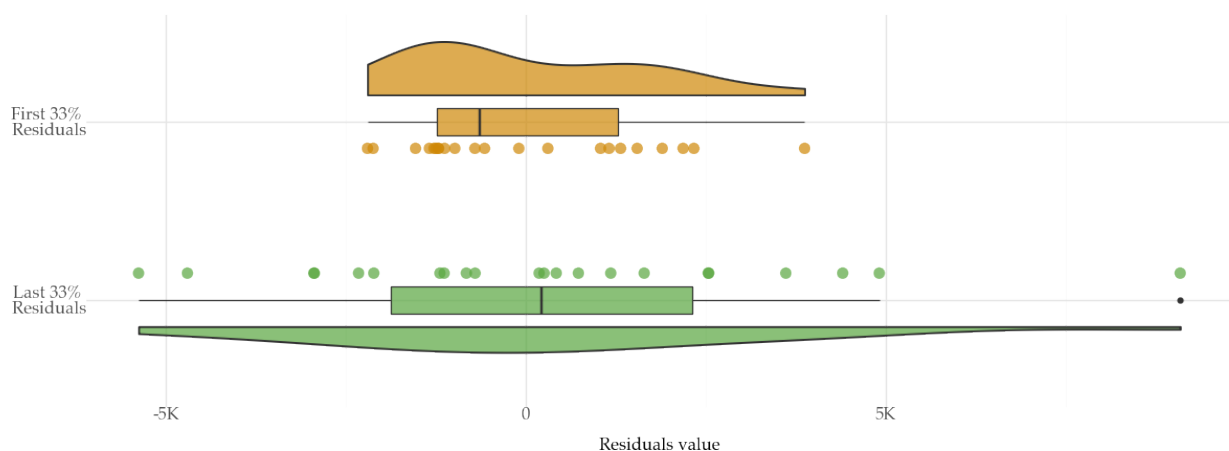 First 33%
Residuals
Last 33%
Residuals
-5K 0 5K
Residuals value